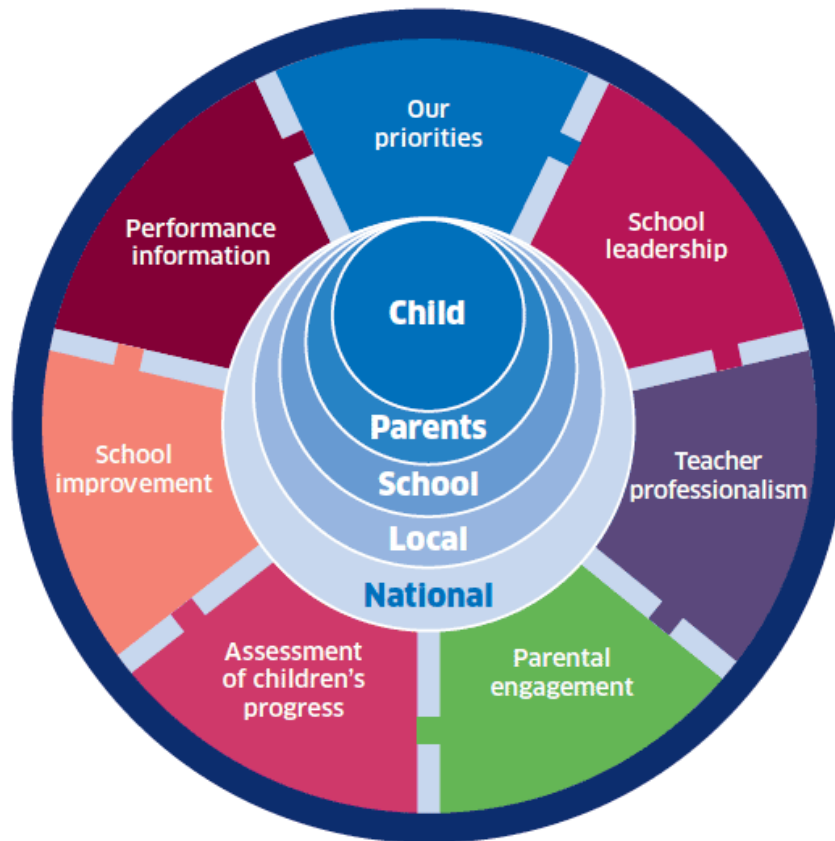 Our
priorities
School
leadership
Teacher
professionalism
Parental
engagement
Assessment
of children's
progress
School
improvement
Performance
information
Child
Parents
School
Local
National